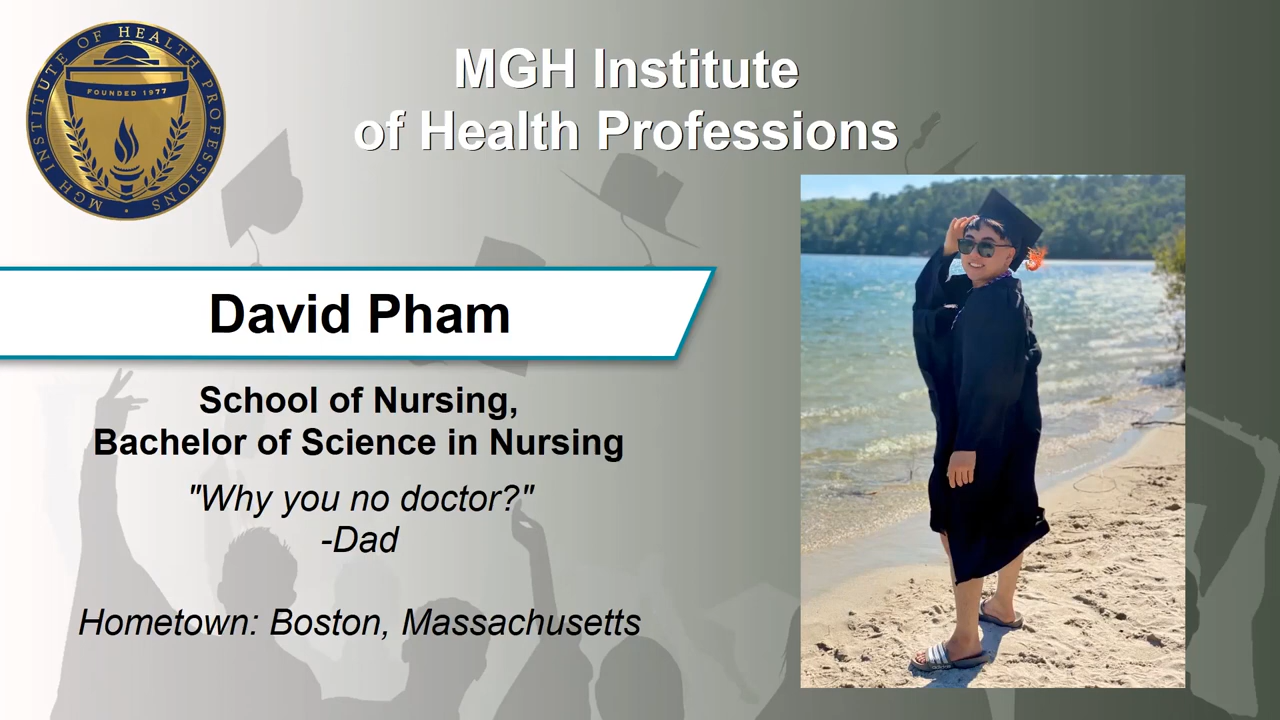 MGH INSTITUTE OF HEALTH PROFESSIONS
FOUNDED 1977
MGH Institute
of Health Professions
David Pham
School of Nursing,
Bachelor of Science in Nursing
"Why you no doctor?"
-Dad
Hometown: Boston, Massachusetts